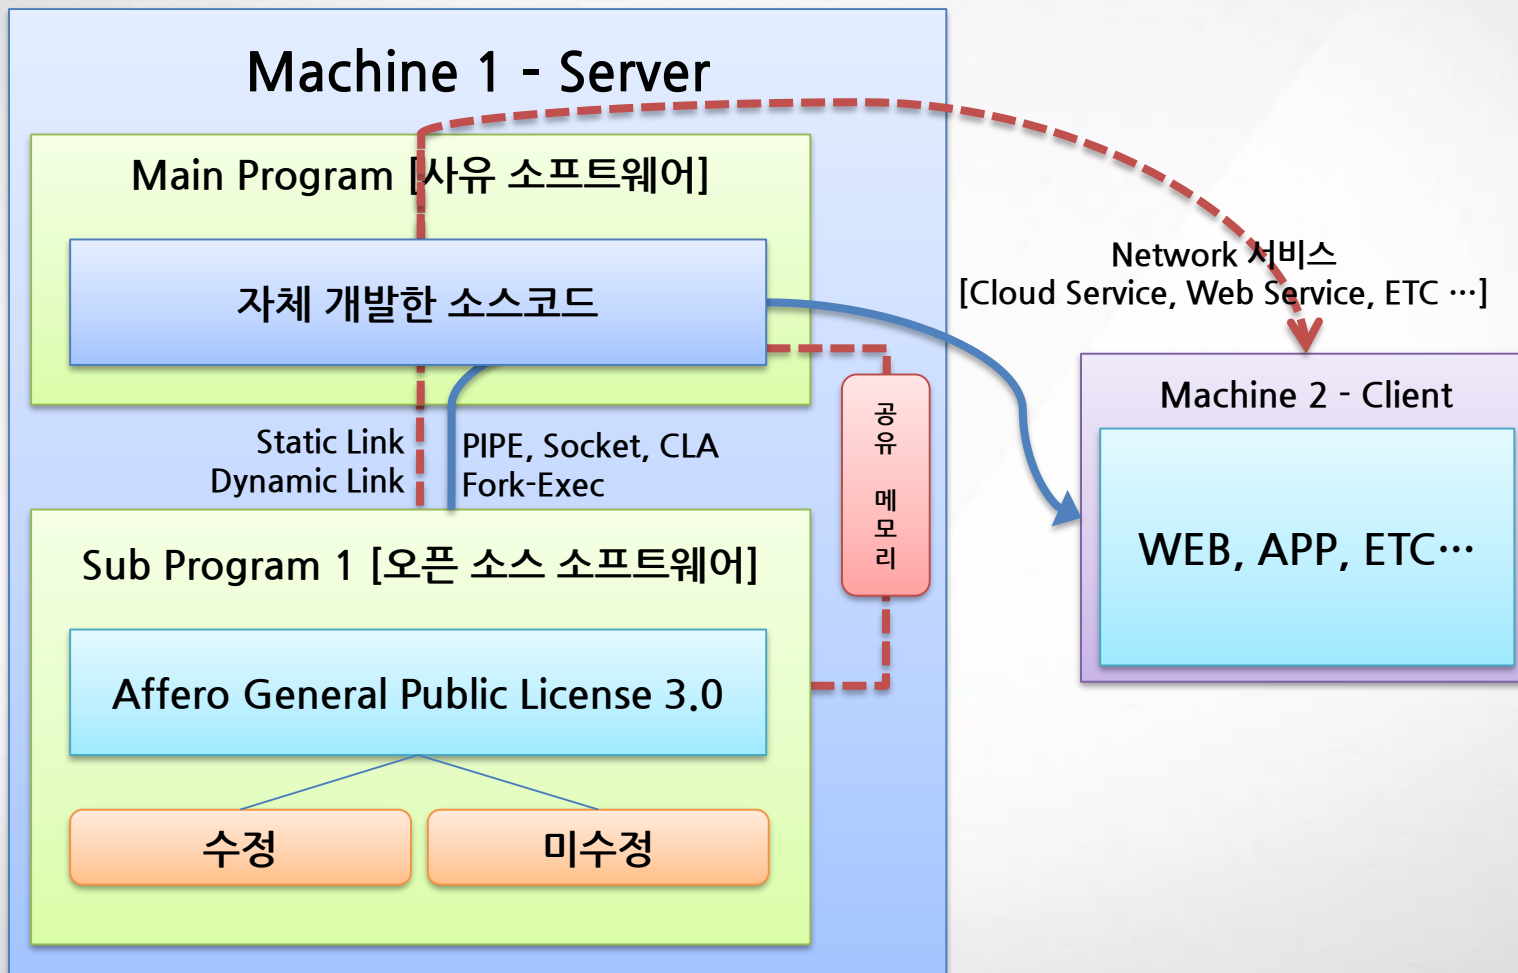 Machine 1 - Server
Main Program [사유 소프트웨어]
자체 개발한 소스코드
Network 서비스
[Cloud Service, Web Service, ETC …]
Static Link
Dynamic Link
PIPE, Socket, CLA
Fork-Exec
공유 메모리
Machine 2 - Client
WEB, APP, ETC…
Sub Program 1 [오픈 소스 소프트웨어]
Affero General Public License 3.0
수정
미수정